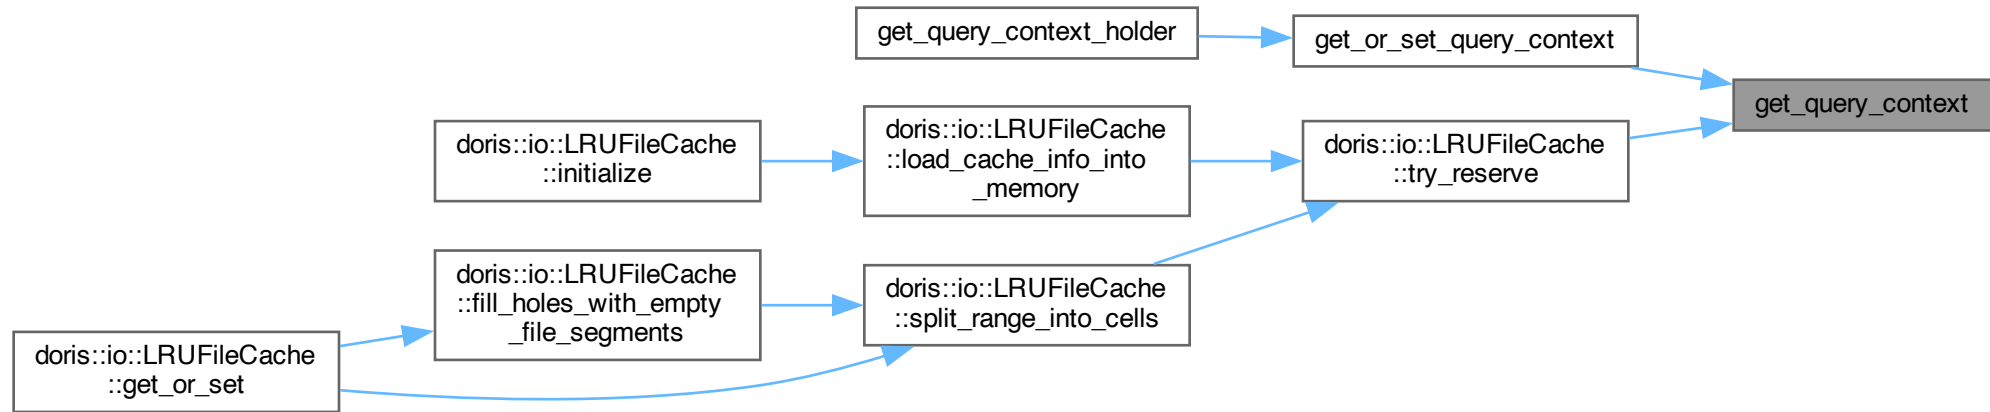 get_query_context_holder
get_or_set_query_context
get_query_context
doris::io::LRUFileCache
::initialize
doris::io::LRUFileCache
::load_cache_info_into
_memory
doris::io::LRUFileCache
::try_reserve
doris::io::LRUFileCache
::fill_holes_with_empty
_file_segments
doris::io::LRUFileCache
::split_range_into_cells
doris::io::LRUFileCache
::get_or_set